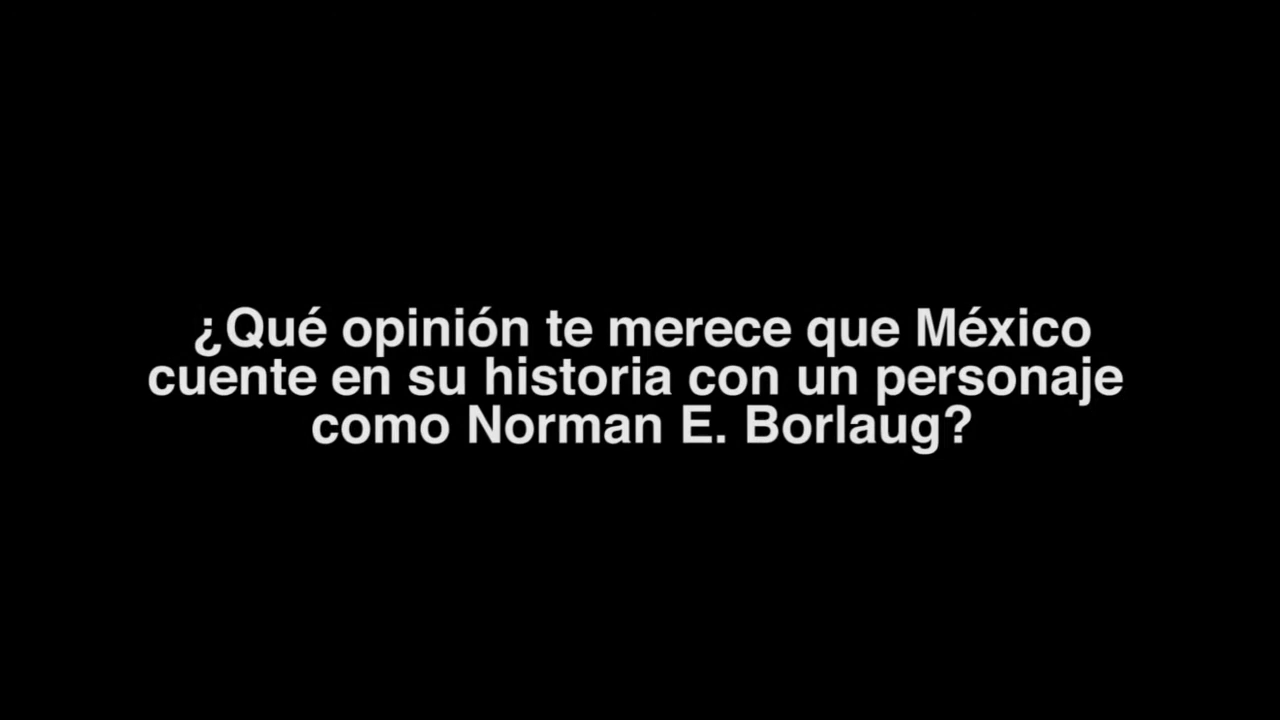 ¿Qué opinión te merece que México
cuente en su historia con un personaje
como Norman E. Borlaug?